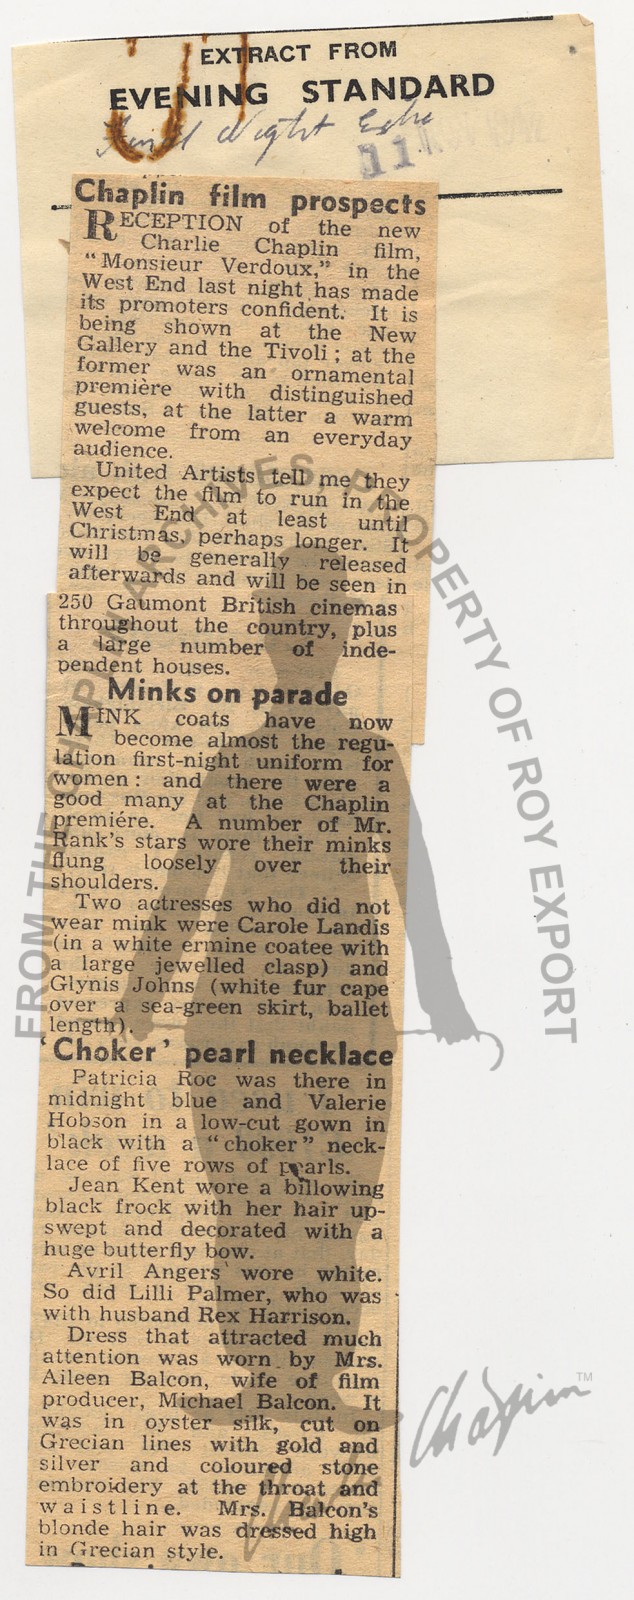 EXTRACT FROM
EVENING STANDARD
Night
11
Chaplin film prospects
RECEPTION of the new
Charlie Chaplin film,
“Monsieur Verdoux,” in the
West End last night has made
its promoters confident. It is
being shown at the New
Gallery and the Tivoli; at the
former was an ornamental
première with distinguished
guests, at the latter a warm
welcome from an everyday
audience.
United Artists tell me they
expect the film to run in the
West End at least until
Christmas, perhaps longer. It
will be generally released
afterwards and will be seen in
250 Gaumont British cinemas
throughout the country, plus
a large number of inde-
pendent houses.
Minks on parade
MINK coats have now
become almost the regu-
lation first-night uniform for
women: and there were a
good many at the Chaplin
premiére. A number of Mr.
Rank's stars wore their minks
flung loosely over their
shoulders.
Two actresses who did not
wear mink were Carole Landis
(in a white ermine coatee with
a large jewelled clasp) and
Glynis Johns (white fur cape
over a sea-green skirt, ballet
length).
‘Choker’ pearl necklace
Patricia Roc was there in
midnight blue and Valerie
Hobson in a low-cut gown in
black with a “choker” neck-
lace of five rows of pearls.
Jean Kent wore a billowing
black frock with her hair up-
swept and decorated with a
huge butterfly bow.
Avril Angers wore white.
So did Lilli Palmer, who was
with husband Rex Harrison.
Dress that attracted much
attention was worn by Mrs.
Aileen Balcon, wife of film
producer, Michael Balcon. It
was in oyster silk, cut on
Grecian lines with gold and
silver and coloured stone
embroidery at the throat and
waistline. Mrs. Balcon's
blonde hair was dressed high
in Grecian style.
FROM THE CHAPLIN ARCHIVES. PROPERTY OF ROY EXPORT
Chaplin TM